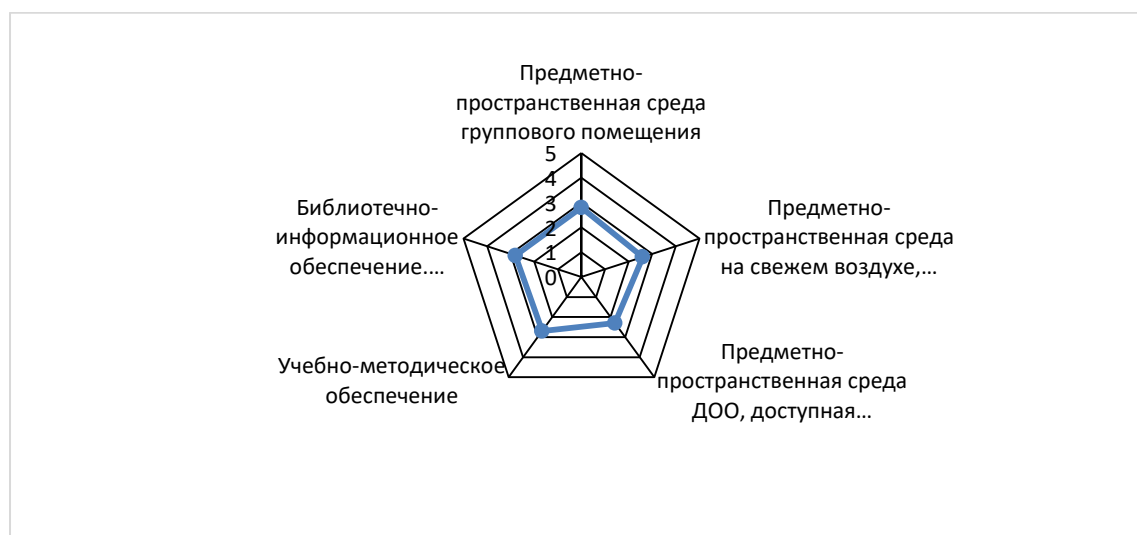 Предметно-
пространственная среда
группового помещения
5
4
3
2
1
0
Предметно-
пространственная среда
на свежем воздухе,...
Предметно-
пространственная среда
ДОО, доступная...
Учебно-методическое
обеспечение
Библиотечно-
информационное
обеспечение....